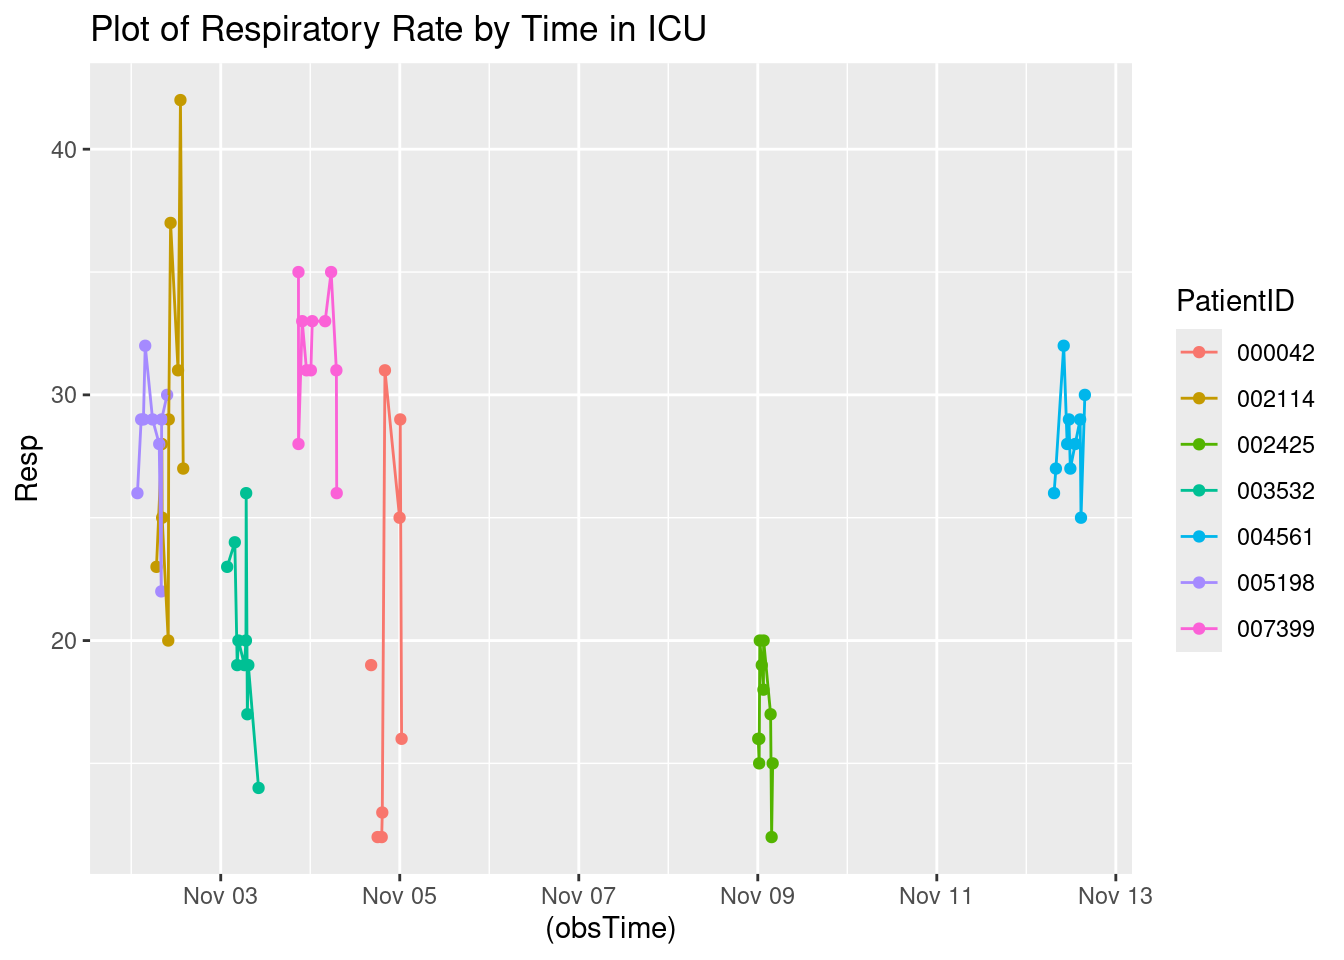 Plot of Respiratory Rate by Time in ICU
Resp
40
30
20
Nov 03
Nov 05
Nov 07
Nov 09
Nov 11
Nov 13
(obsTime)
PatientID
000042
002114
002425
003532
004561
005198
007399